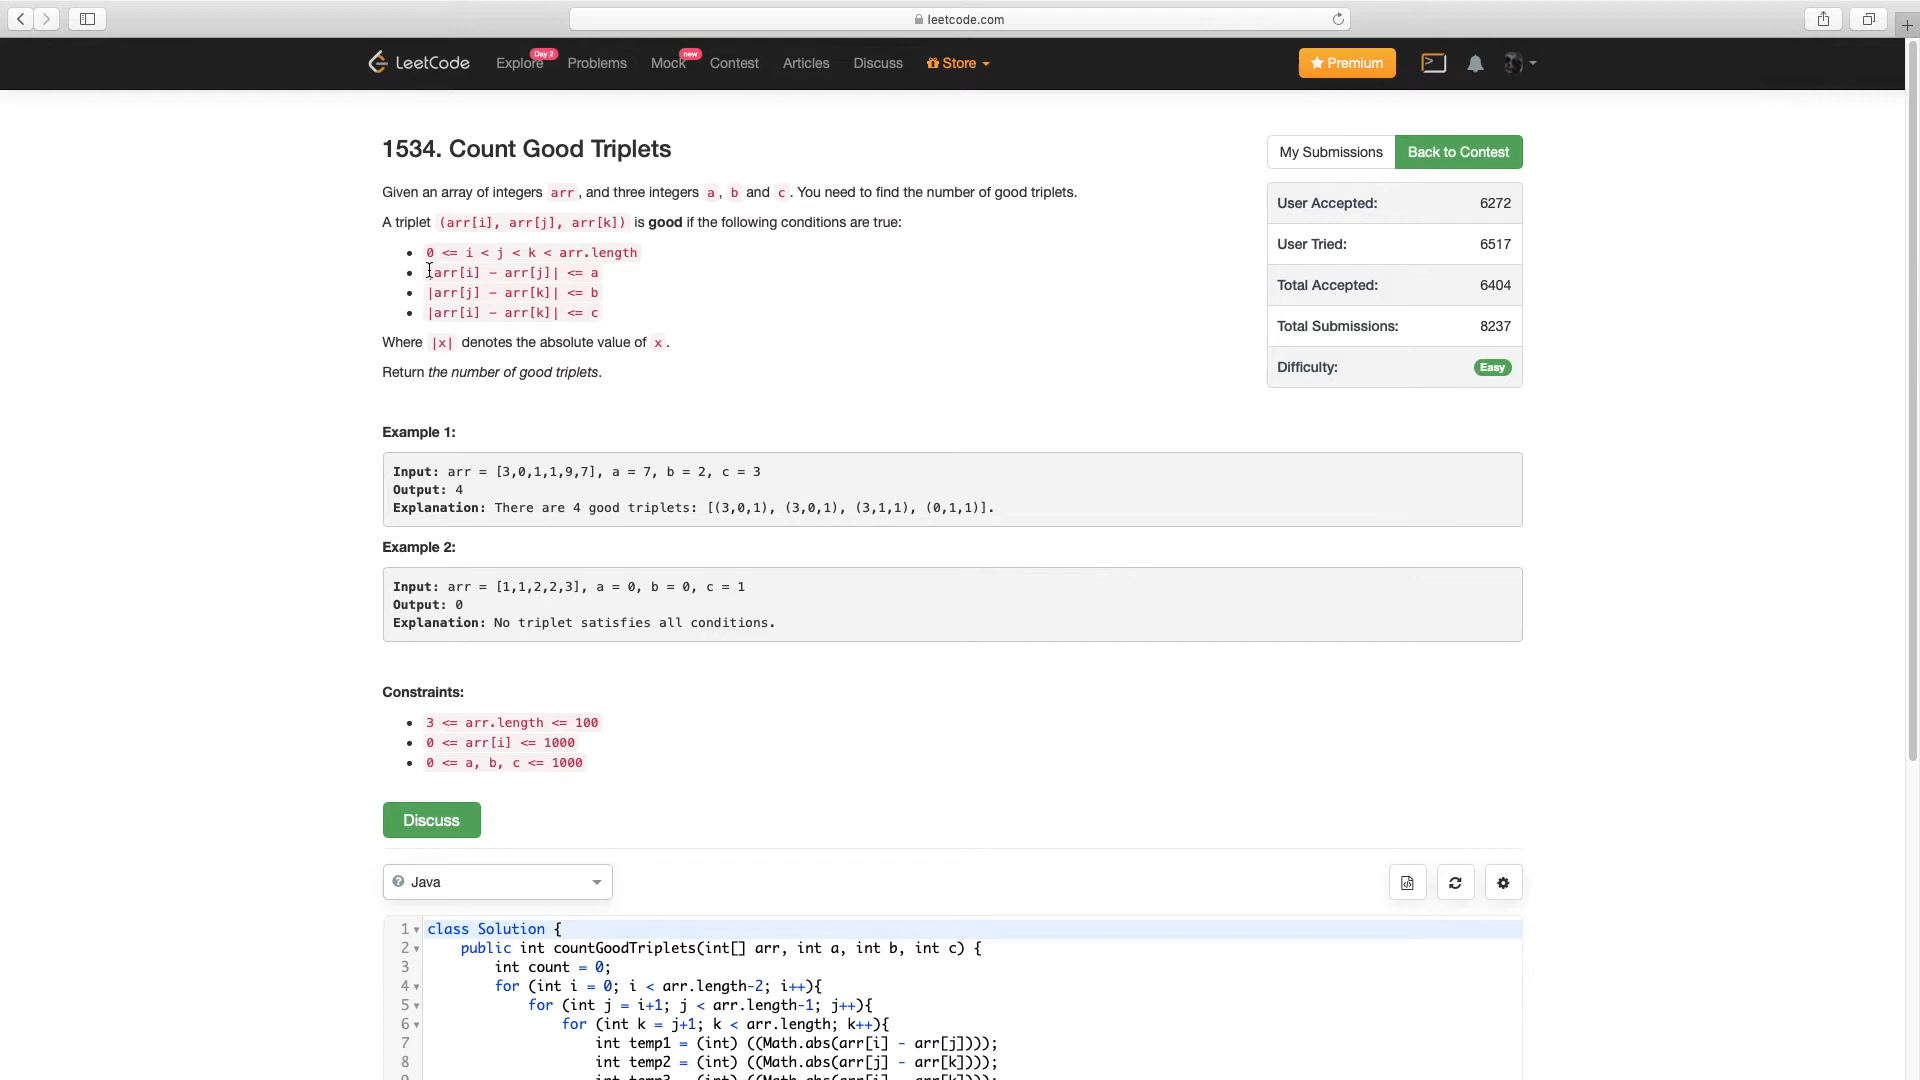 leetcode.com
LeetCode
Explore
Day 2
Problems
Mock
new
Contest
Articles
Discuss
Store
Premium
1534. Count Good Triplets
My Submissions
Back to Contest
Given an array of integers arr, and three integers a, b and c. You need to find the number of good triplets.
A triplet (arr[i], arr[j], arr[k]) is good if the following conditions are true:
0 <= i < j < k < arr.length
|arr[i] - arr[j]| <= a
|arr[j] - arr[k]| <= b
|arr[i] - arr[k]| <= c
Where |x| denotes the absolute value of x.
Return the number of good triplets.
User Accepted: 6272
User Tried: 6517
Total Accepted: 6404
Total Submissions: 8237
Difficulty: Easy
Example 1:
Input: arr = [3,0,1,1,9,7], a = 7, b = 2, c = 3
Output: 4
Explanation: There are 4 good triplets: [(3,0,1), (3,0,1), (3,1,1), (0,1,1)].
Example 2:
Input: arr = [1,1,2,2,3], a = 0, b = 0, c = 1
Output: 0
Explanation: No triplet satisfies all conditions.
Constraints:
3 <= arr.length <= 100
0 <= arr[i] <= 1000
0 <= a, b, c <= 1000
Discuss
Java
1 class Solution {
2 public int countGoodTriplets(int[] arr, int a, int b, int c) {
3 int count = 0;
4 for (int i = 0; i < arr.length-2; i++){
5 for (int j = i+1; j < arr.length-1; j++){
6 for (int k = j+1; k < arr.length; k++){
7 int temp1 = (int) ((Math.abs(arr[i] - arr[j])));
8 int temp2 = (int) ((Math.abs(arr[j] - arr[k])));